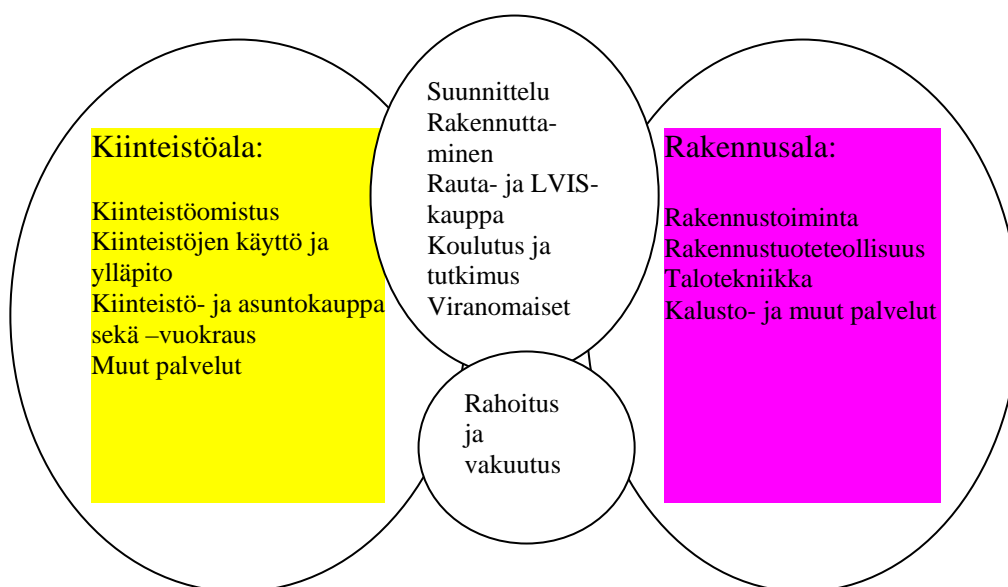 Kiinteistöala:
Kiinteistöomistus
Kiinteistöjen käyttö ja
ylläpito
Kiinteistö- ja asuntokauppa
sekä –vuokraus
Muut palvelut
Suunnittelu
Rakennutta-
minen
Rauta- ja LVIS-
kauppa
Koulutus ja
tutkimus
Viranomaiset
Rahoitus
ja
vakuutus
Rakennusala:
Rakennustoiminta
Rakennustuoteteollisuus
Talotekniikka
Kalusto- ja muut palvelut